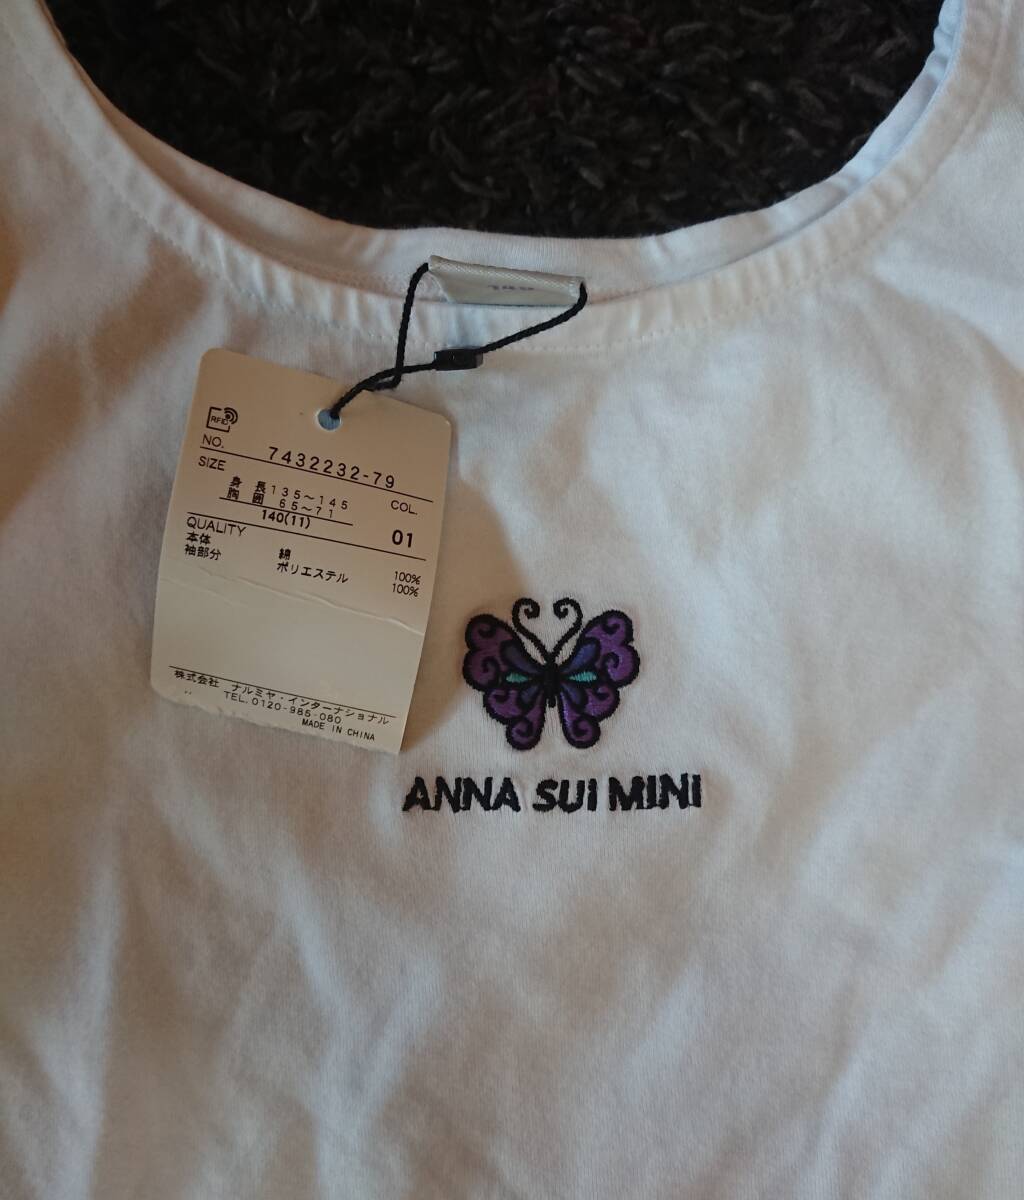 RFID
NO. 7432232-79
SIZE
身長 135～145
胸囲 65～71
140(11)
COL.
01
QUALITY
本体 綿 100%
袖部分 ポリエステル 100%
株式会社 ナルミヤ・インターナショナル
TEL.0120-985-080
MADE IN CHINA
ANNA SUI MINI